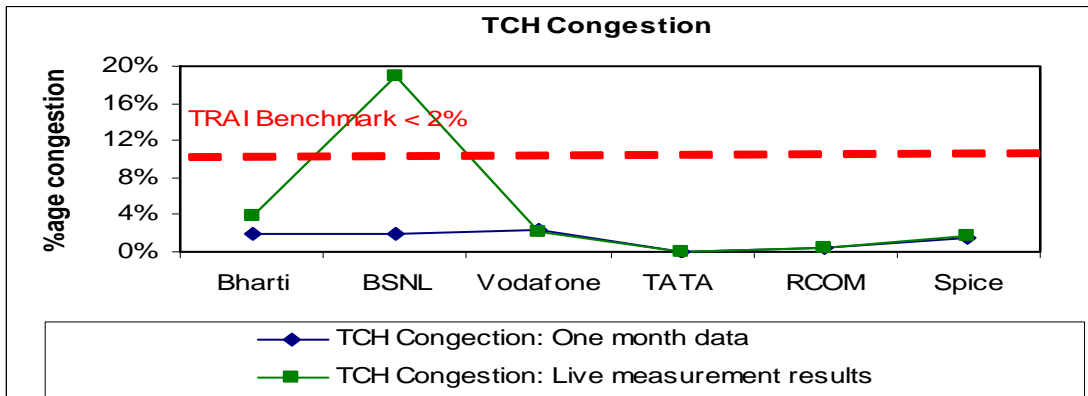 TCH Congestion
%age congestion
20%
16%
12%
8%
4%
0%
TRAI Benchmark < 2%
Bharti BSNL Vodafone TATA RCOM Spice
TCH Congection: One month data
TCH Congestion: Live measurement results